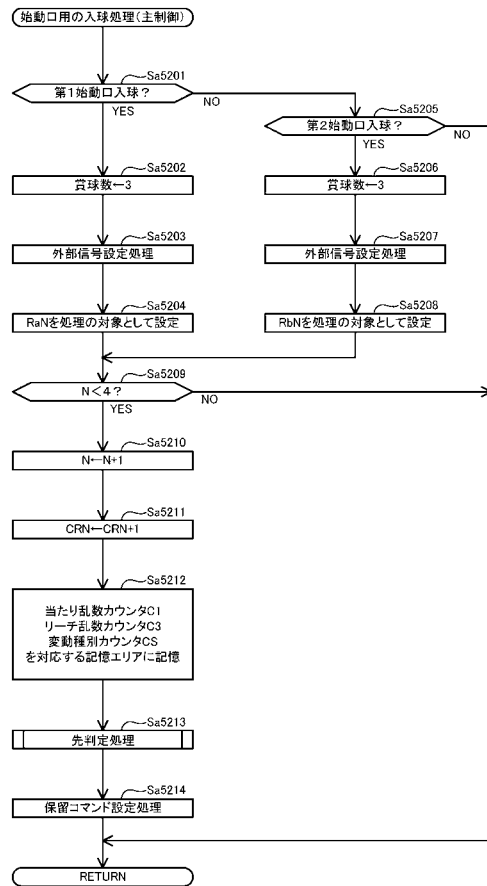 始動口用の入球処理(主制御)
Sa5201
第1始動口入球?
NO
YES
Sa5205
第2始動口入球?
NO
YES
Sa5202
賞球数←3
Sa5206
賞球数←3
Sa5203
外部信号設定処理
Sa5207
外部信号設定処理
Sa5204
RaNを処理の対象として設定
Sa5208
RbNを処理の対象として設定
Sa5209
N<4?
NO
YES
Sa5210
N←N+1
Sa5211
CRN←CRN+1
Sa5212
当たり乱数カウンタC1
リーチ乱数カウンタC3
変動種別カウンタCS
を対応する記憶エリアに記憶
Sa5213
先判定処理
Sa5214
保留コマンド設定処理
RETURN